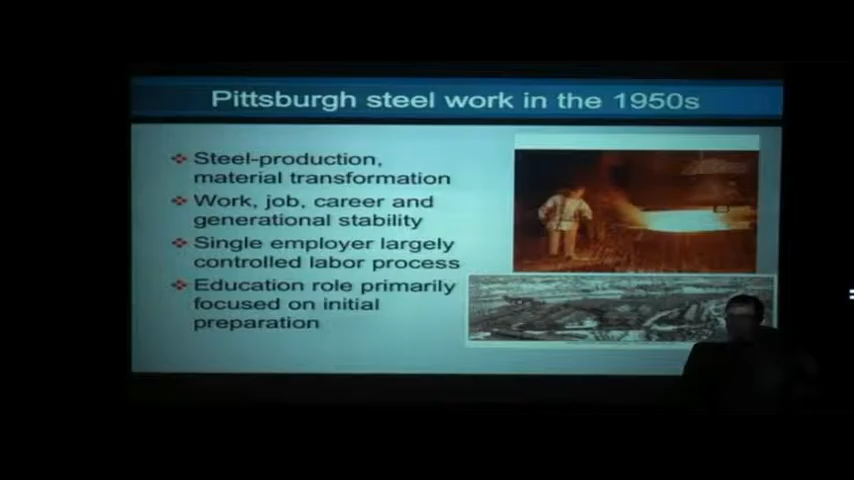 Pittsburgh steel work in the 1950s
Steel-production,
material transformation
Work, job, career and
generational stability
Single employer largely
controlled labor process
Education role primarily
focused on initial
preparation